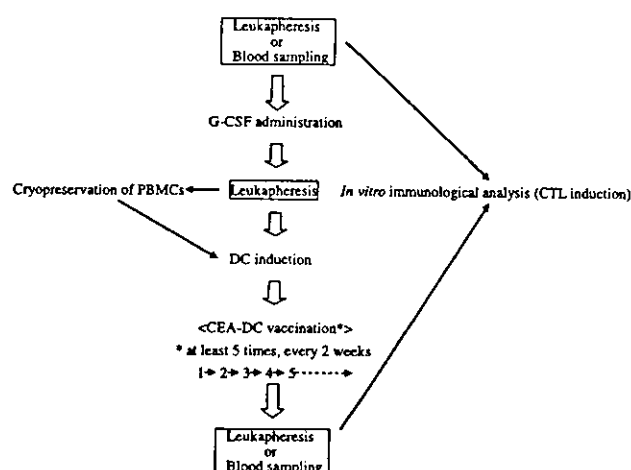 Leukapheresis
or
Blood sampling
G-CSF administration
Cryopreservation of PBMCs
Leukapheresis
In vitro immunological analysis (CTL induction)
DC induction
<CEA-DC vaccination*>
* at least 5 times, every 2 weeks
1 2 3 4 5
Leukapheresis
or
Blood sampling